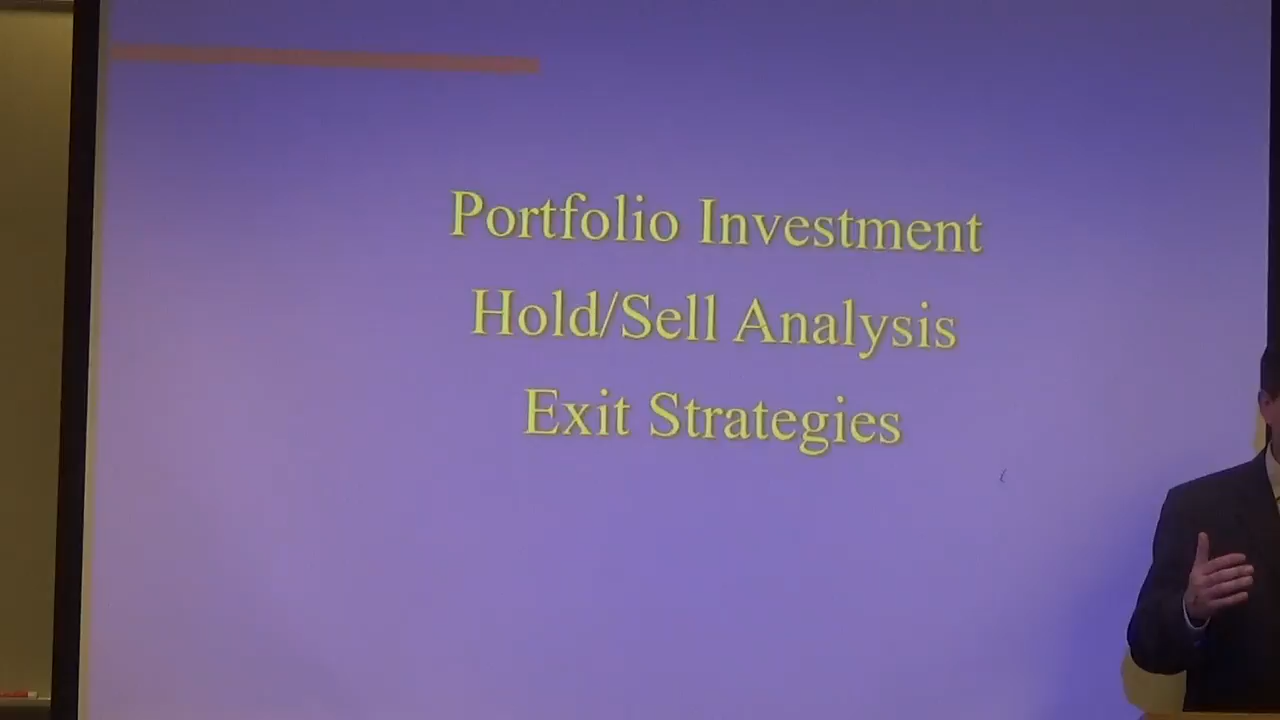 Portfolio Investment
Hold/Sell Analysis
Exit Strategies